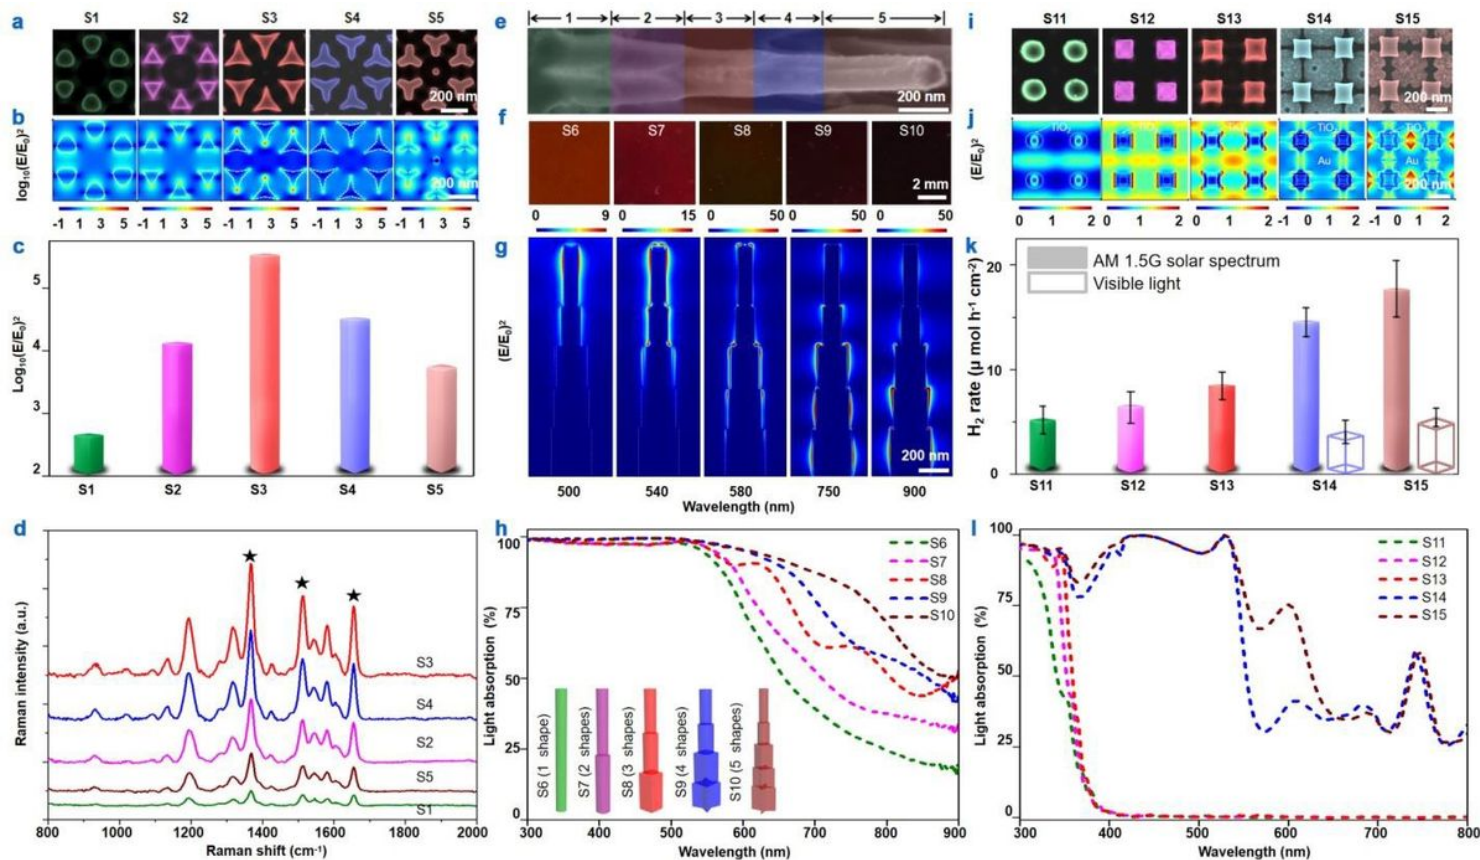 a S1 S2 S3 S4 S5
200 nm
b log₁₀(E/E₀)²
200 nm
-1 1 3 5 -1 1 3 5 -1 1 3 5 -1 1 3 5 -1 1 3 5
c
Log₁₀(E/E₀)²
5
4
3
2
S1 S2 S3 S4 S5
d
Raman intensity (a.u.)
★ ★ ★
S3
S4
S2
S5
S1
800 1000 1200 1400 1600 1800 2000
Raman shift (cm⁻¹)
e 1 2 3 4 5
200 nm
f S6 S7 S8 S9 S10
2 mm
0 9 0 15 0 50 0 50 0 50
g
(E/E₀)²
200 nm
500 540 580 750 900
Wavelength (nm)
h
Light absorption (%)
100
75
50
25
0
S6
S7
S8
S9
S10
S6 (1 shape)
S7 (2 shapes)
S8 (3 shapes)
S9 (4 shapes)
S10 (5 shapes)
300 400 500 600 700 800 900
Wavelength (nm)
i S11 S12 S13 S14 S15
200 nm
j (E/E₀)²
TiO₂ TiO₂ TiO₂
Au Au
200 nm
0 1 2 0 1 2 0 1 2 -1 0 1 2 -1 0 1 2
k
H₂ rate (μ mol h⁻¹ cm⁻²)
AM 1.5G solar spectrum
Visible light
20
10
0
S11 S12 S13 S14 S15
l
Light absorption (%)
100
75
50
25
0
S11
S12
S13
S14
S15
300 400 500 600 700 800
Wavelength (nm)